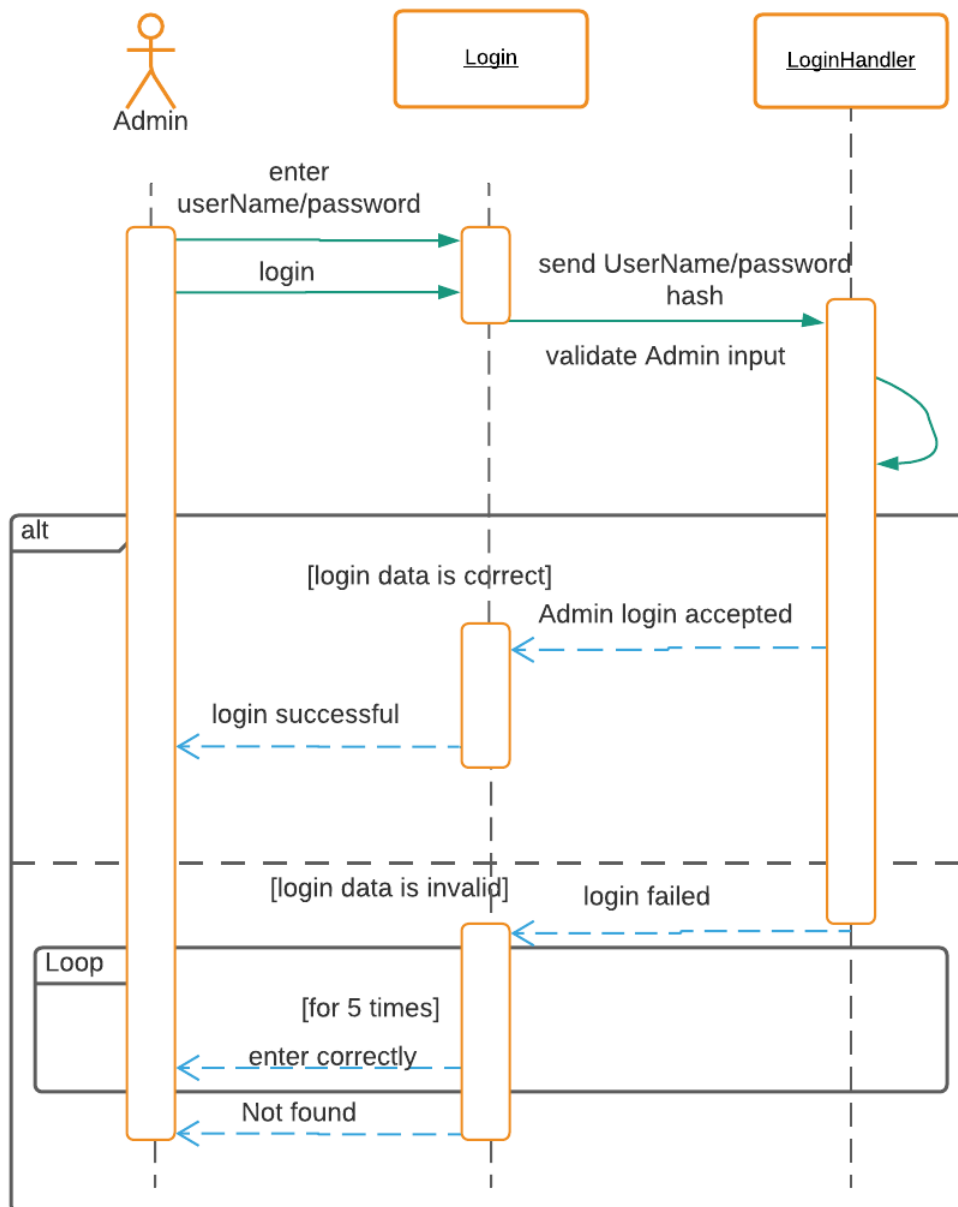 Login
LoginHandler
Admin
enter
userName/password
login
send UserName/password
hash
validate Admin input
alt
[login data is correct]
Admin login accepted
login successful
[login data is invalid]
login failed
Loop
[for 5 times]
enter correctly
Not found